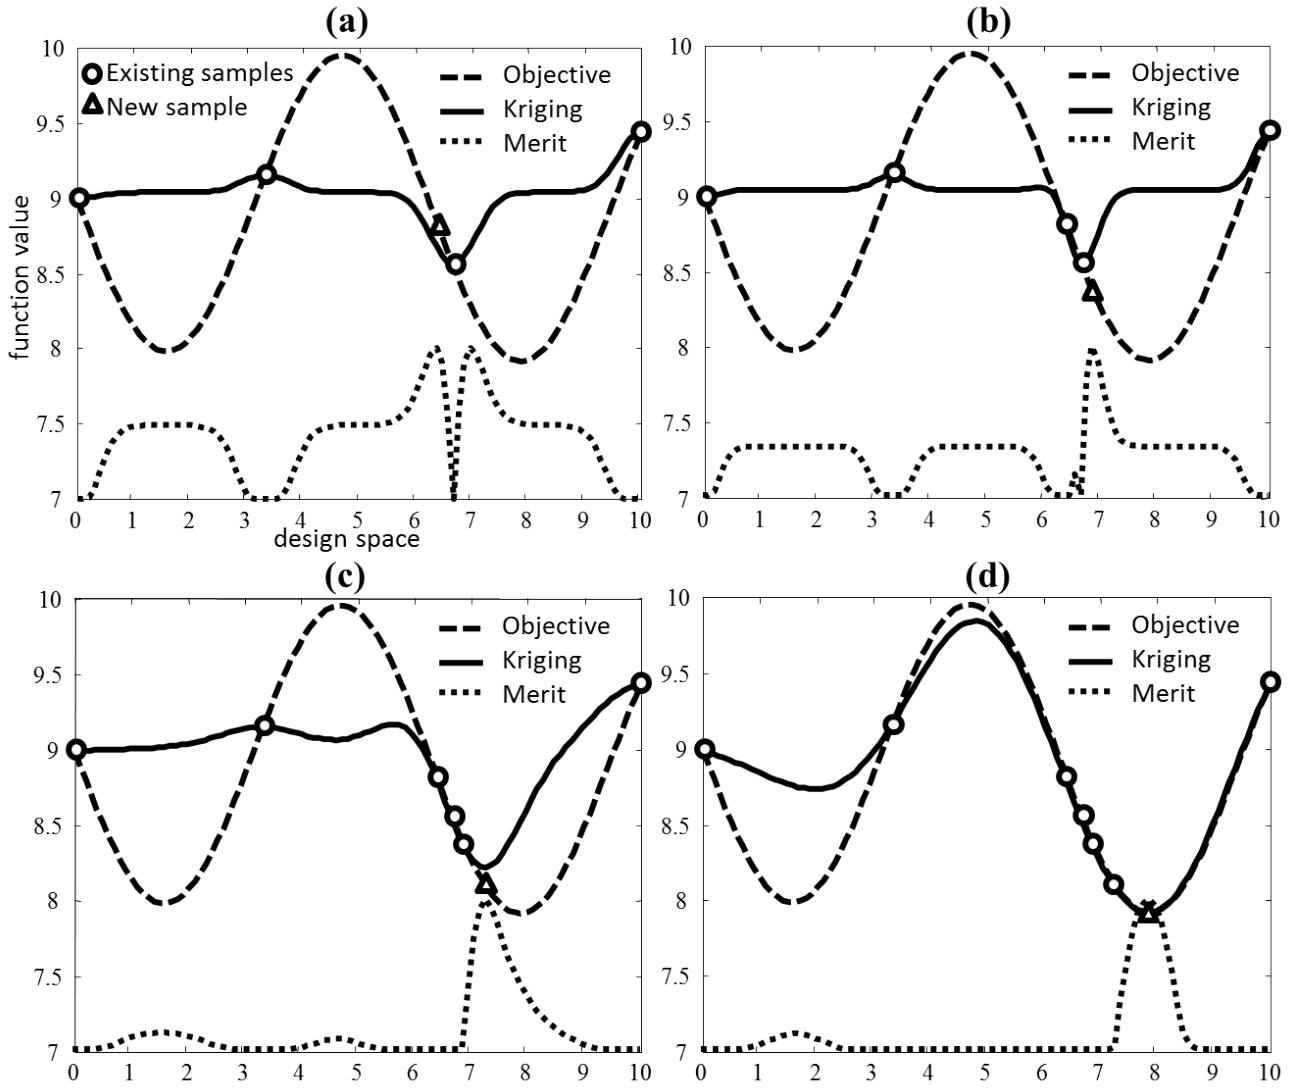 (a)
10
9.5
9
8.5
8
7.5
7
function value
Existing samples
New sample
Objective
Kriging
Merit
0 1 2 3 4 5 6 7 8 9 10
design space
(b)
10
9.5
9
8.5
8
7.5
7
Objective
Kriging
Merit
0 1 2 3 4 5 6 7 8 9 10
(c)
10
9.5
9
8.5
8
7.5
7
Objective
Kriging
Merit
0 1 2 3 4 5 6 7 8 9 10
(d)
10
9.5
9
8.5
8
7.5
7
Objective
Kriging
Merit
0 1 2 3 4 5 6 7 8 9 10